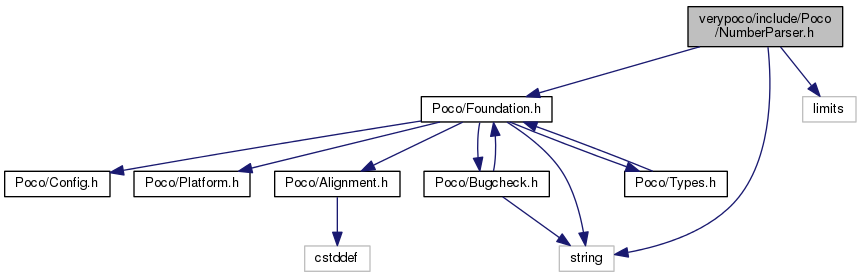 verypoco/include/Poco
/NumberParser.h
Poco/Foundation.h
limits
Poco/Config.h
Poco/Platform.h
Poco/Alignment.h
Poco/Bugcheck.h
Poco/Types.h
cstddef
string